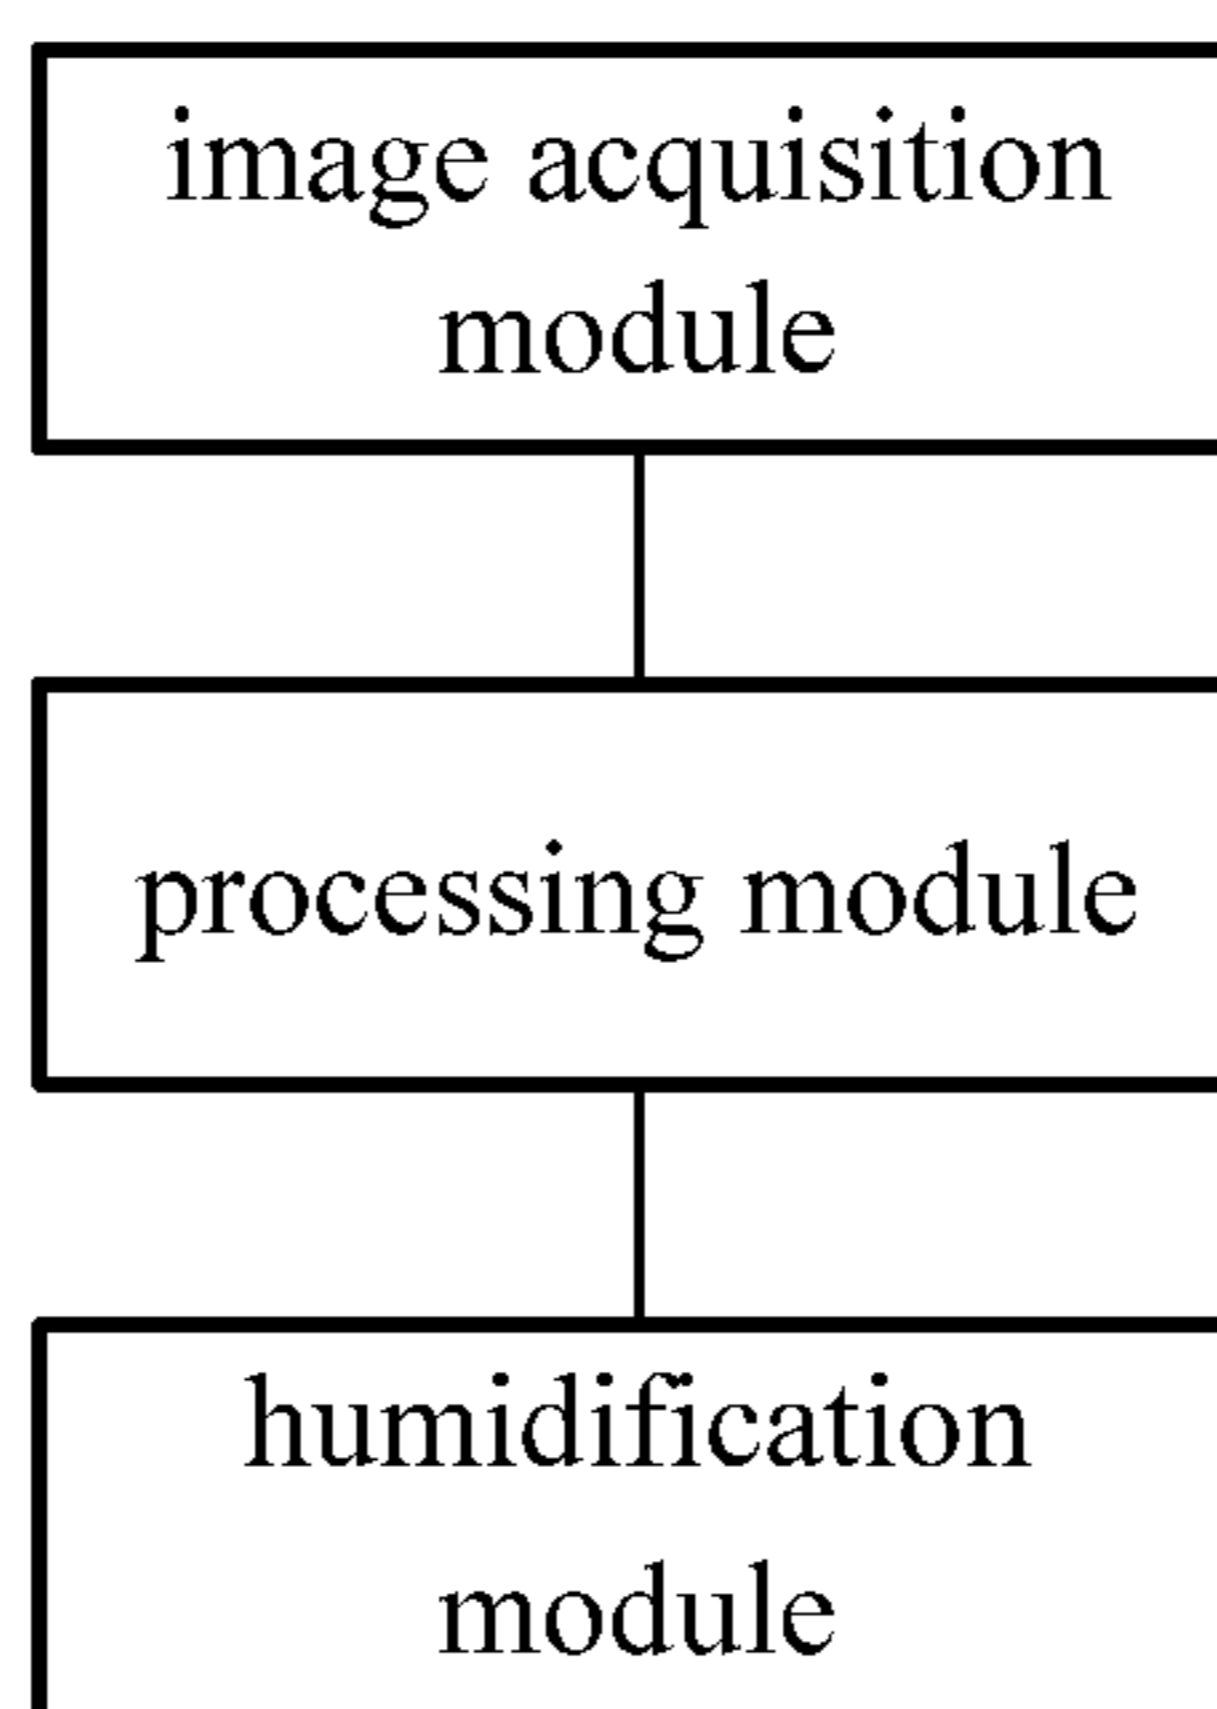 image acquisition
module
processing module
humidification
module